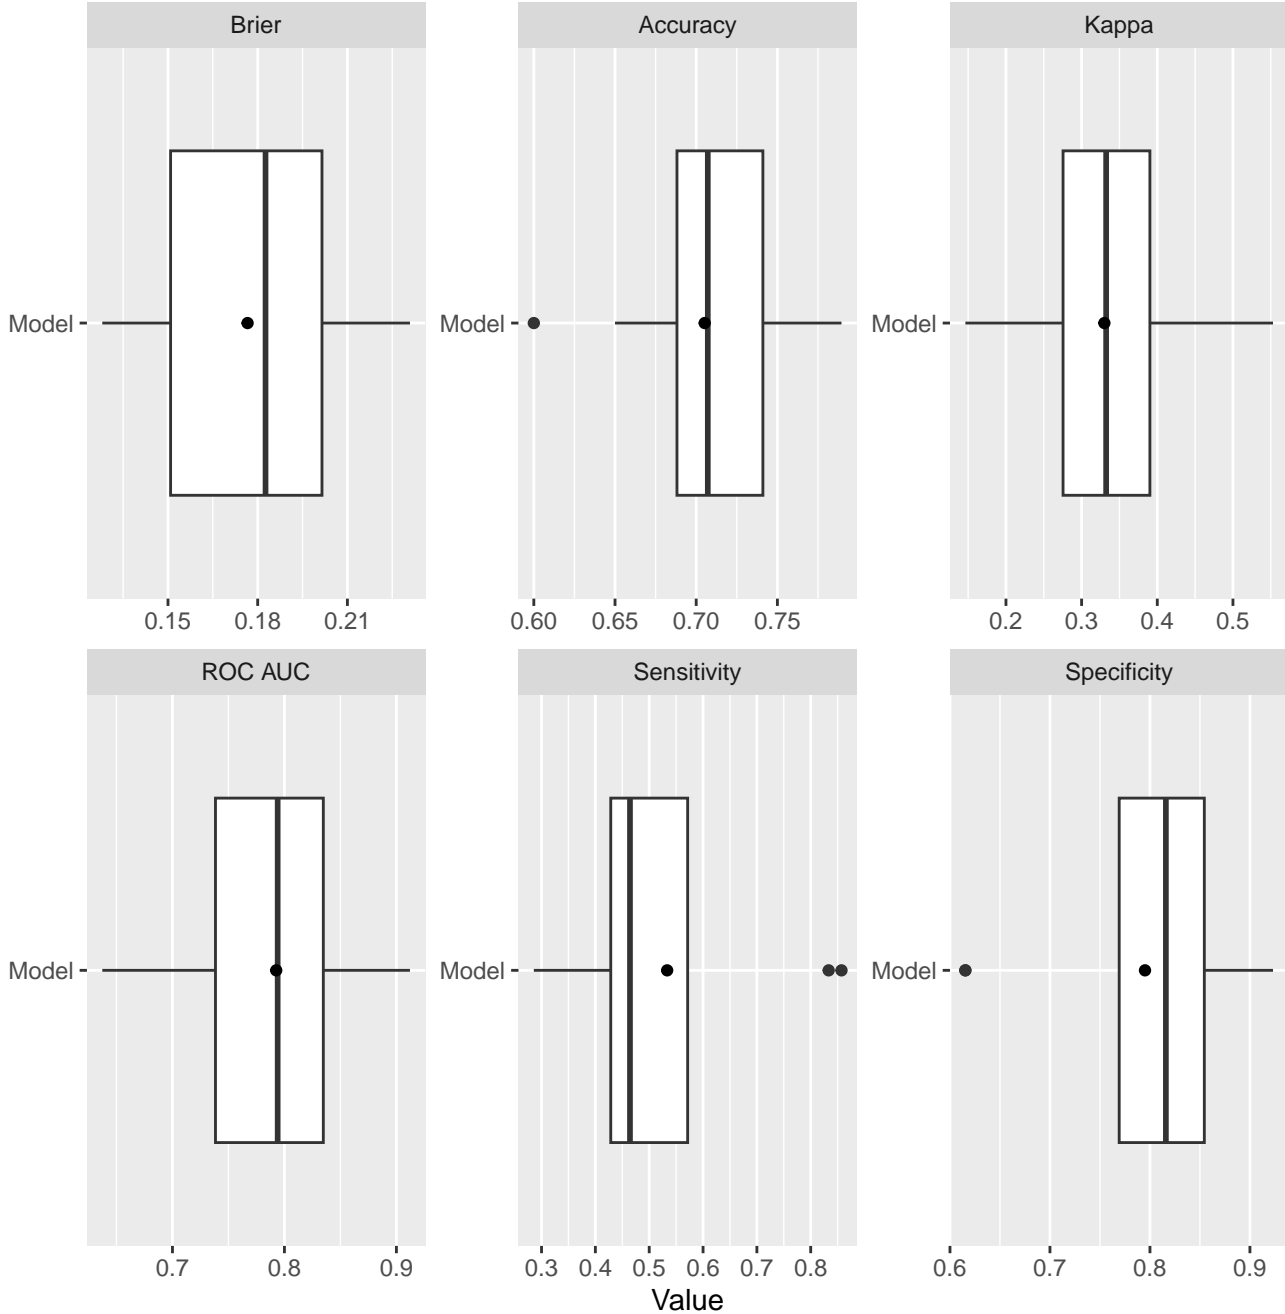 Brier Accuracy Kappa
Model Model Model
0.15 0.18 0.21 0.60 0.65 0.70 0.75 0.2 0.3 0.4 0.5
ROC AUC Sensitivity Specificity
Model Model Model
0.7 0.8 0.9 0.3 0.4 0.5 0.6 0.7 0.8 0.6 0.7 0.8 0.9
Value